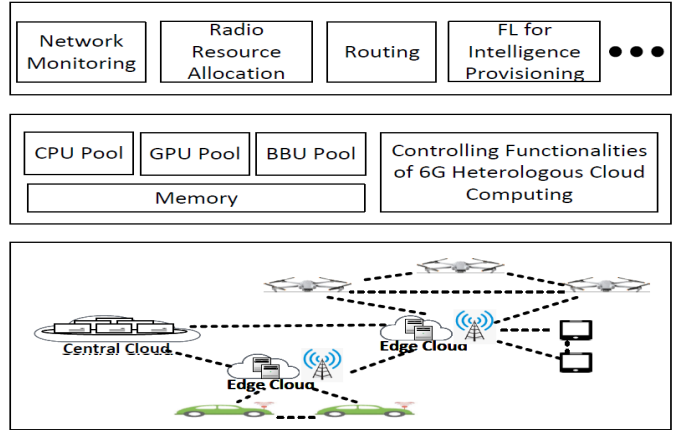 Network
Monitoring
Radio
Resource
Allocation
Routing
FL for
Intelligence
Provisioning
CPU Pool
GPU Pool
BBU Pool
Memory
Controlling Functionalities
of 6G Heterologous Cloud
Computing
Central Cloud
Edge Cloud
Edge Cloud